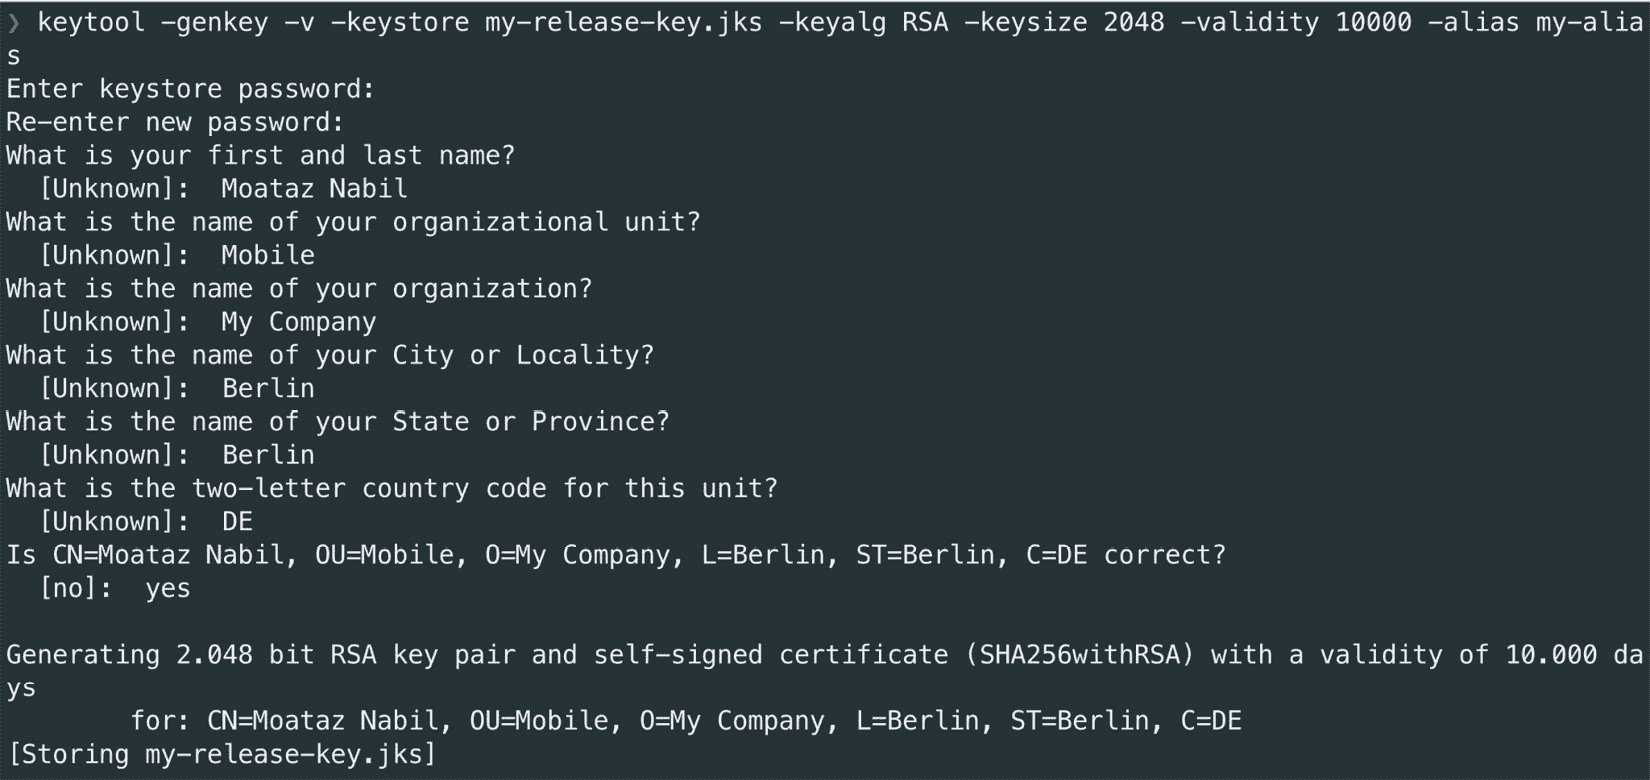 ❯ keytool -genkey -v -keystore my-release-key.jks -keyalg RSA -keysize 2048 -validity 10000 -alias my-alia
s
Enter keystore password:
Re-enter new password:
What is your first and last name?
  [Unknown]:  Moataz Nabil
What is the name of your organizational unit?
  [Unknown]:  Mobile
What is the name of your organization?
  [Unknown]:  My Company
What is the name of your City or Locality?
  [Unknown]:  Berlin
What is the name of your State or Province?
  [Unknown]:  Berlin
What is the two-letter country code for this unit?
  [Unknown]:  DE
Is CN=Moataz Nabil, OU=Mobile, O=My Company, L=Berlin, ST=Berlin, C=DE correct?
  [no]:  yes

Generating 2.048 bit RSA key pair and self-signed certificate (SHA256withRSA) with a validity of 10.000 da
ys
        for: CN=Moataz Nabil, OU=Mobile, O=My Company, L=Berlin, ST=Berlin, C=DE
[Storing my-release-key.jks]